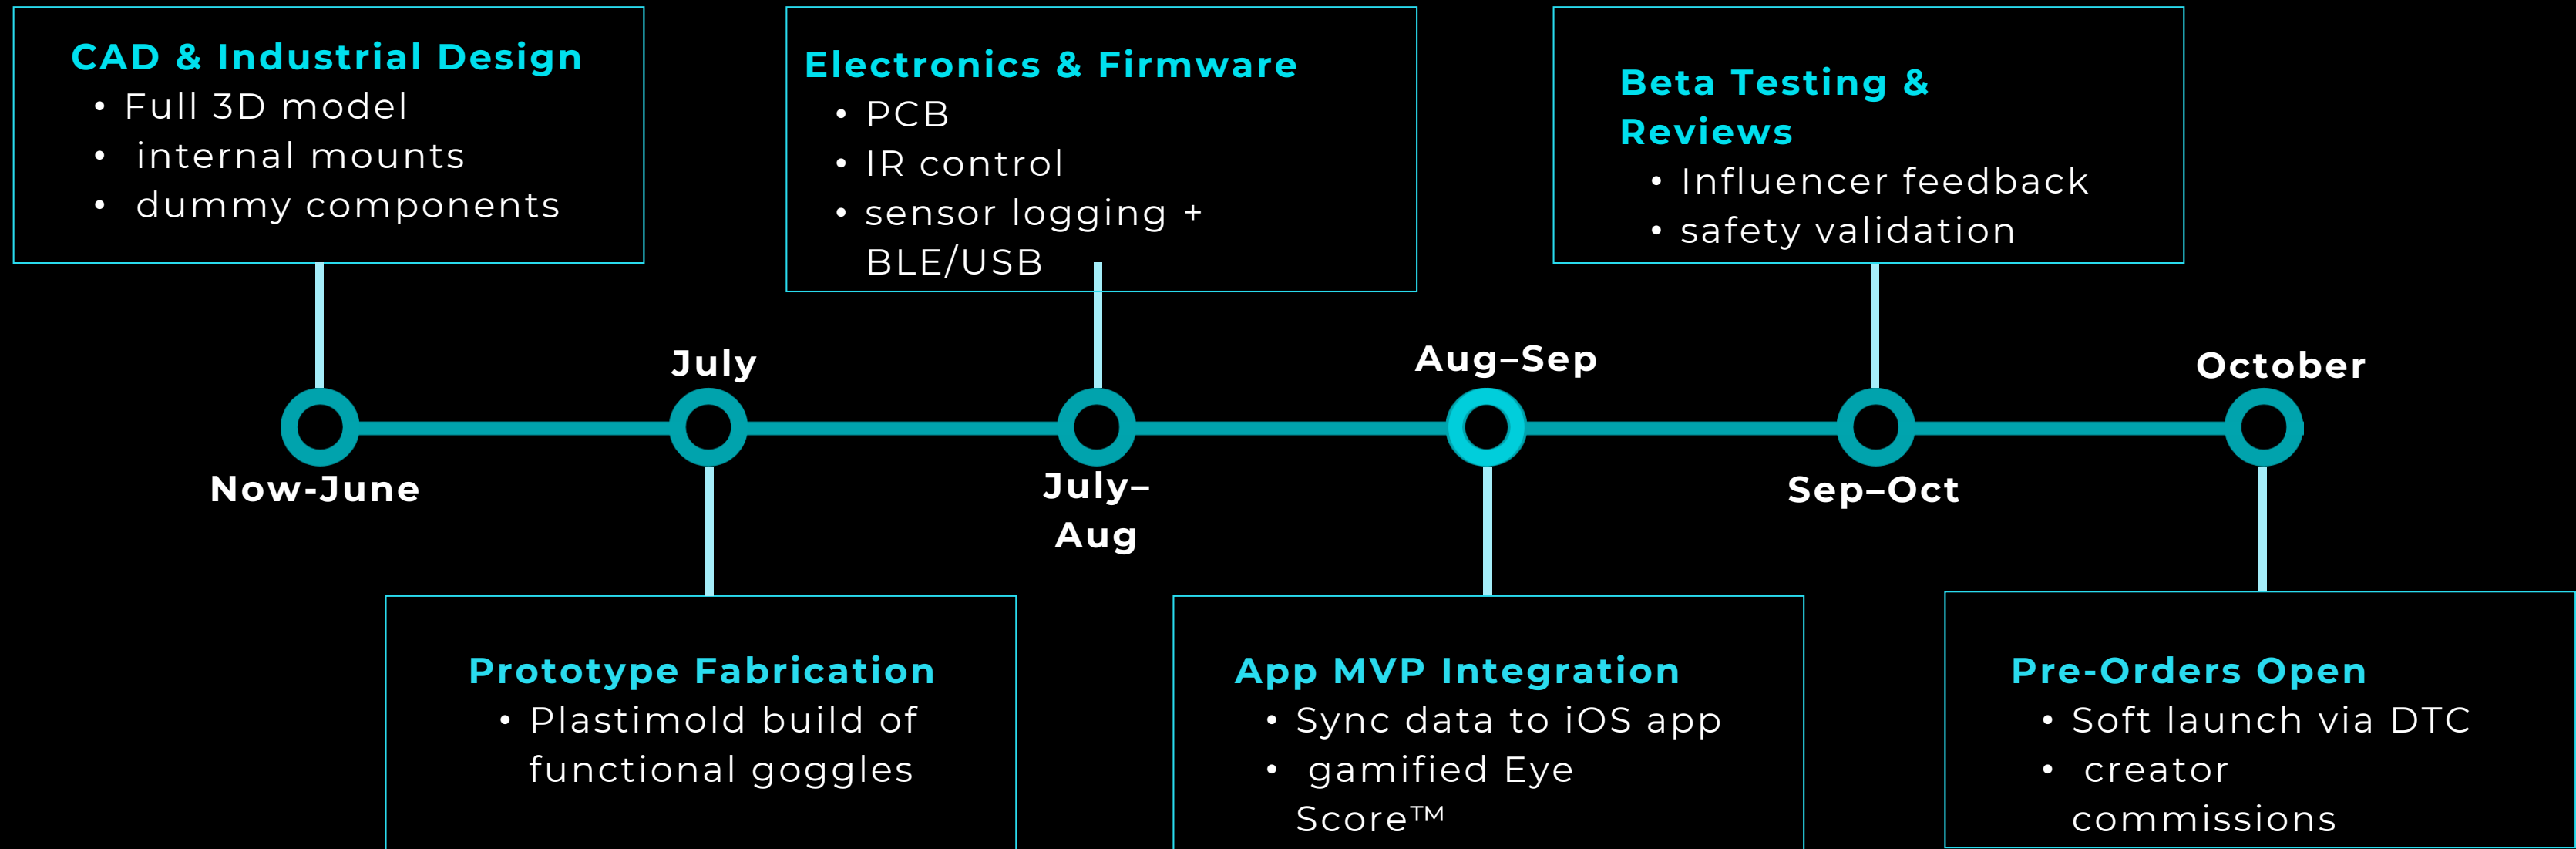 CAD & Industrial Design
• Full 3D model
• internal mounts
• dummy components
Electronics & Firmware
• PCB
• IR control
• sensor logging +
BLE/USB
Beta Testing &
Reviews
• Influencer feedback
• safety validation
July
Aug–Sep
October
Now-June
July–
Aug
Sep–Oct
Prototype Fabrication
• Plastimold build of
functional goggles
App MVP Integration
• Sync data to iOS app
• gamified Eye
Score™
Pre-Orders Open
• Soft launch via DTC
• creator
commissions